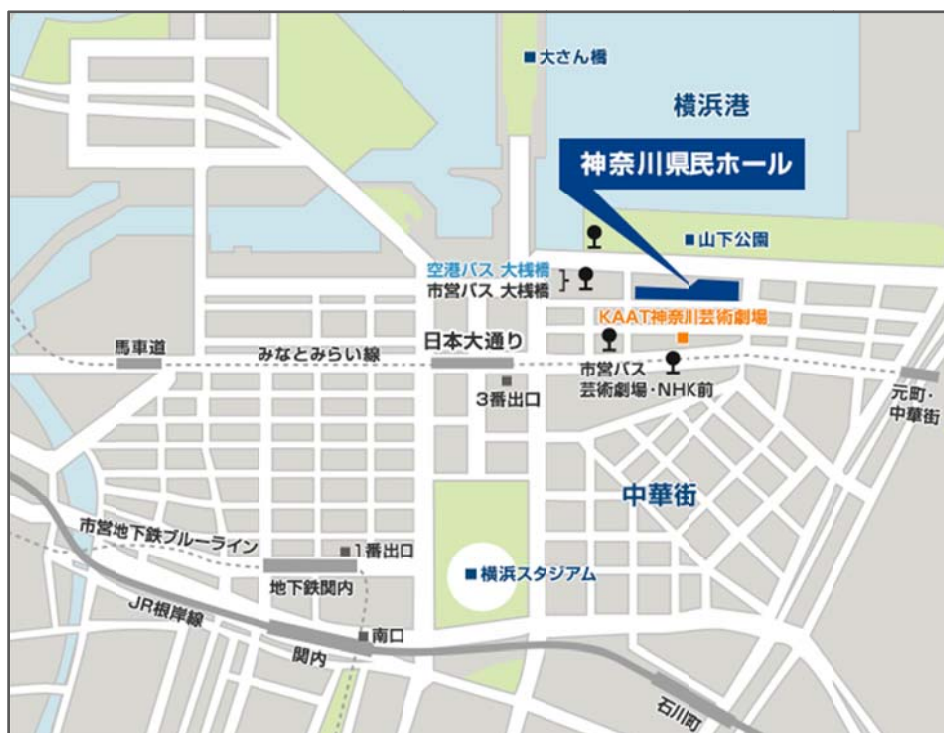 大さん橋
横浜港
神奈川県民ホール
山下公園
空港バス 大桟橋
市営バス 大桟橋
KAAT神奈川芸術劇場
日本大通り
馬車道
みなとみらい線
市営バス
芸術劇場・NHK前
3番出口
元町・
中華街
中華街
市営地下鉄ブルーライン
1番出口
地下鉄関内
横浜スタジアム
JR根岸線
南口
関内
石川町